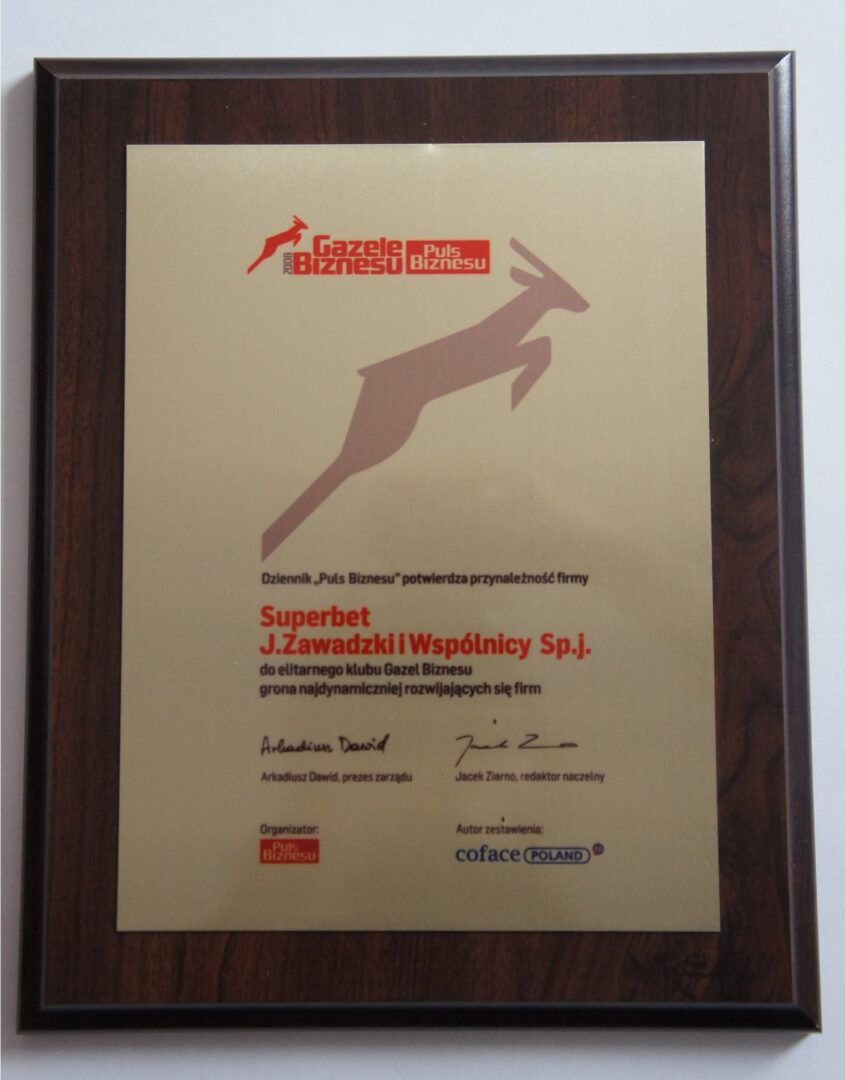 2008
Gazele
Biznesu
Puls
Biznesu
Dziennik „Puls Biznesu” potwierdza przynależność firmy
Superbet
J.Zawadzki i Wspólnicy Sp.j.
do elitarnego klubu Gazel Biznesu
grona najdynamiczniej rozwijających się firm
Arkadiusz Dawid
Arkadiusz Dawid, prezes zarządu
Jacek Ziarno, redaktor naczelny
Organizator:
Puls
Biznesu
Autor zestawienia:
coface POLAND